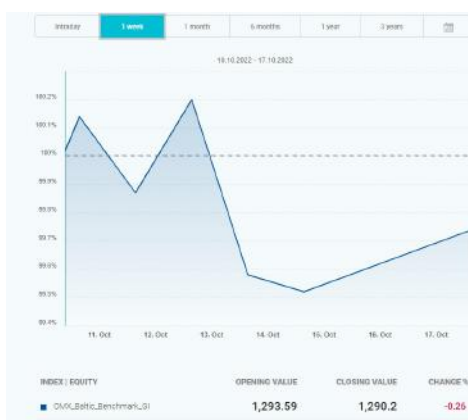 Intraday 1 week 1 month 6 months 1 year 3 years
10.10.2022 - 17.10.2022
100.2%
100.1%
100%
99.9%
99.8%
99.7%
99.6%
99.5%
99.4%
11. Oct 12. Oct 13. Oct 14. Oct 15. Oct 16. Oct 17. Oct
INDEX | EQUITY OPENING VALUE CLOSING VALUE CHANGE %
OMX_Baltic_Benchmark_GI 1,293.59 1,290.2 -0.26